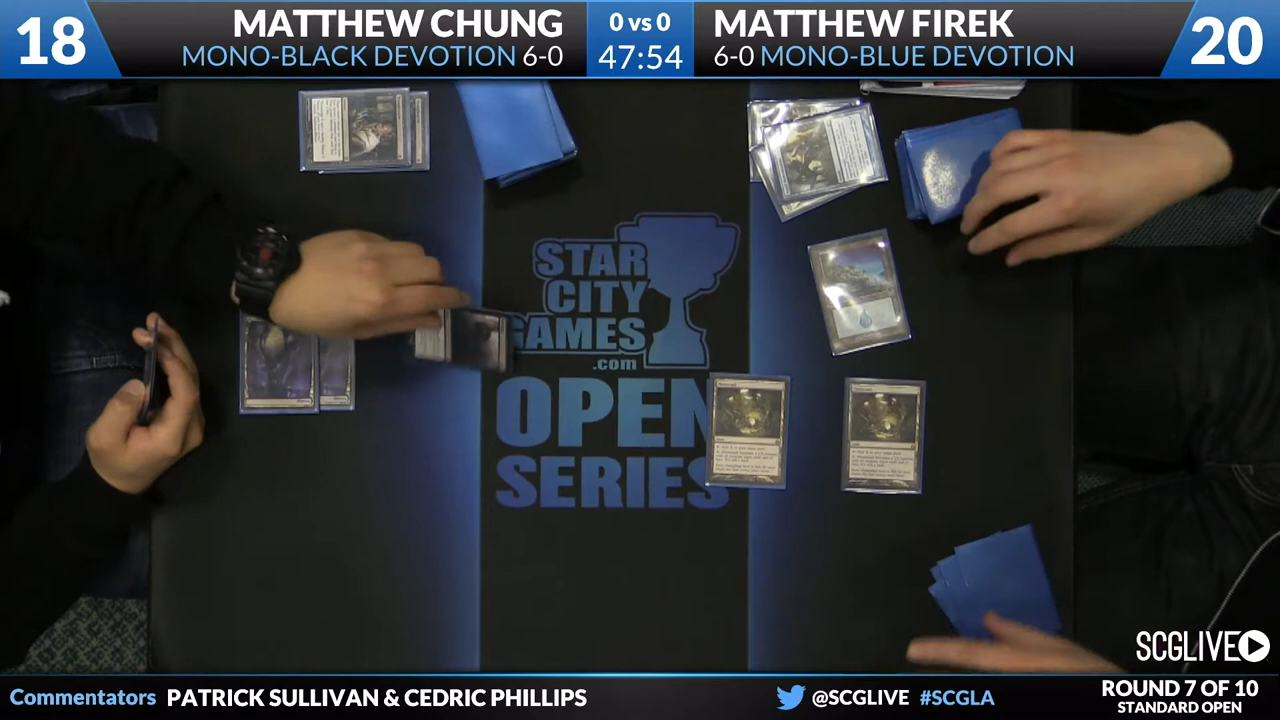 18
MATTHEW CHUNG
MONO-BLACK DEVOTION 6-0
0 vs 0
47:54
MATTHEW FIREK
6-0 MONO-BLUE DEVOTION
20
STAR
CITY
GAMES
.com
OPEN
SERIES
SCGLIVE
Commentators PATRICK SULLIVAN & CEDRIC PHILLIPS
@SCGLIVE #SCGLA
ROUND 7 OF 10
STANDARD OPEN